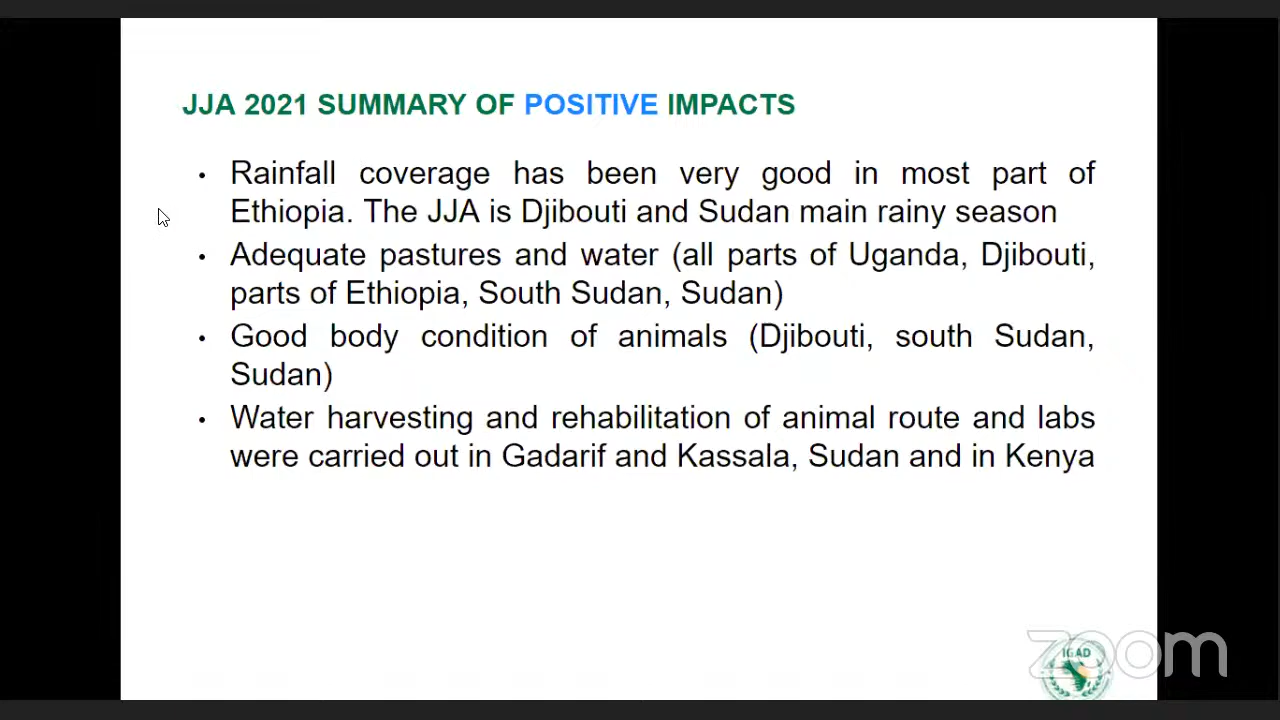 JJA 2021 SUMMARY OF POSITIVE IMPACTS
• Rainfall coverage has been very good in most part of
Ethiopia. The JJA is Djibouti and Sudan main rainy season
• Adequate pastures and water (all parts of Uganda, Djibouti,
parts of Ethiopia, South Sudan, Sudan)
• Good body condition of animals (Djibouti, south Sudan,
Sudan)
• Water harvesting and rehabilitation of animal route and labs
were carried out in Gadarif and Kassala, Sudan and in Kenya
IGAD
zoom